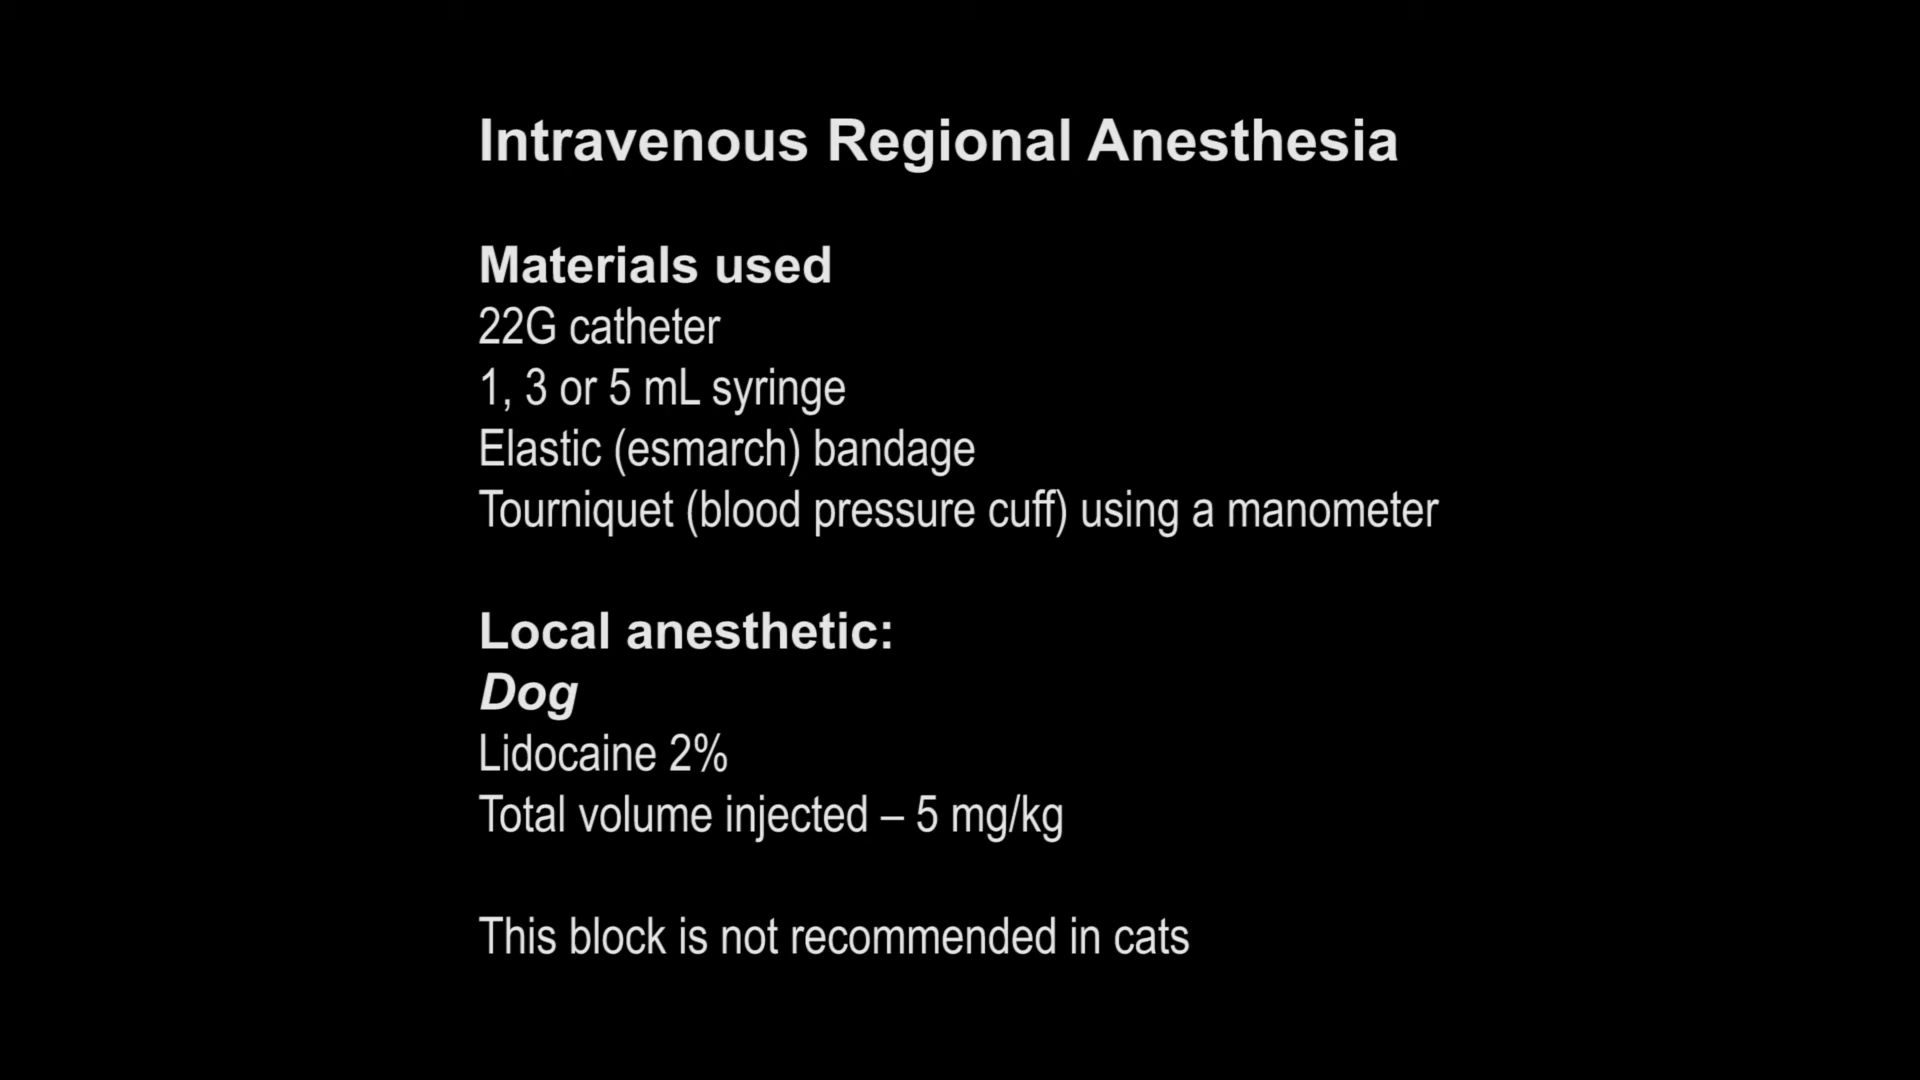 Intravenous Regional Anesthesia
Materials used
22G catheter
1, 3 or 5 mL syringe
Elastic (esmarch) bandage
Tourniquet (blood pressure cuff) using a manometer
Local anesthetic:
Dog
Lidocaine 2%
Total volume injected – 5 mg/kg
This block is not recommended in cats